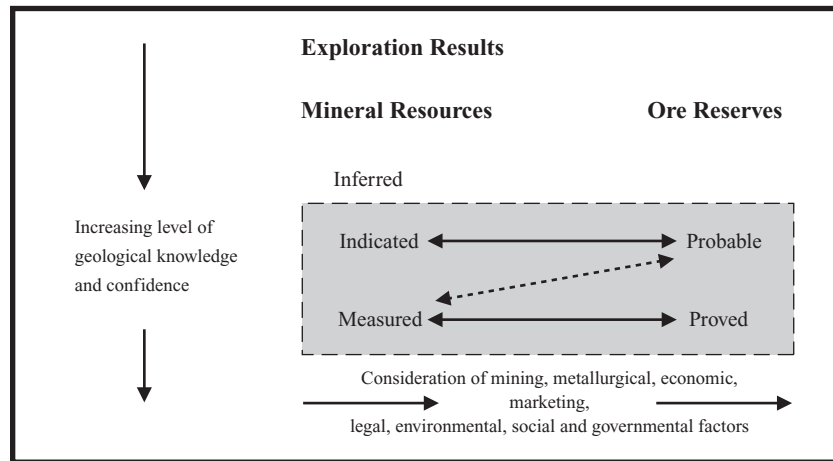 Exploration Results
Mineral Resources
Ore Reserves
Inferred
Increasing level of
geological knowledge
and confidence
Indicated
Probable
Measured
Proved
Consideration of mining, metallurgical, economic,
marketing,
legal, environmental, social and governmental factors